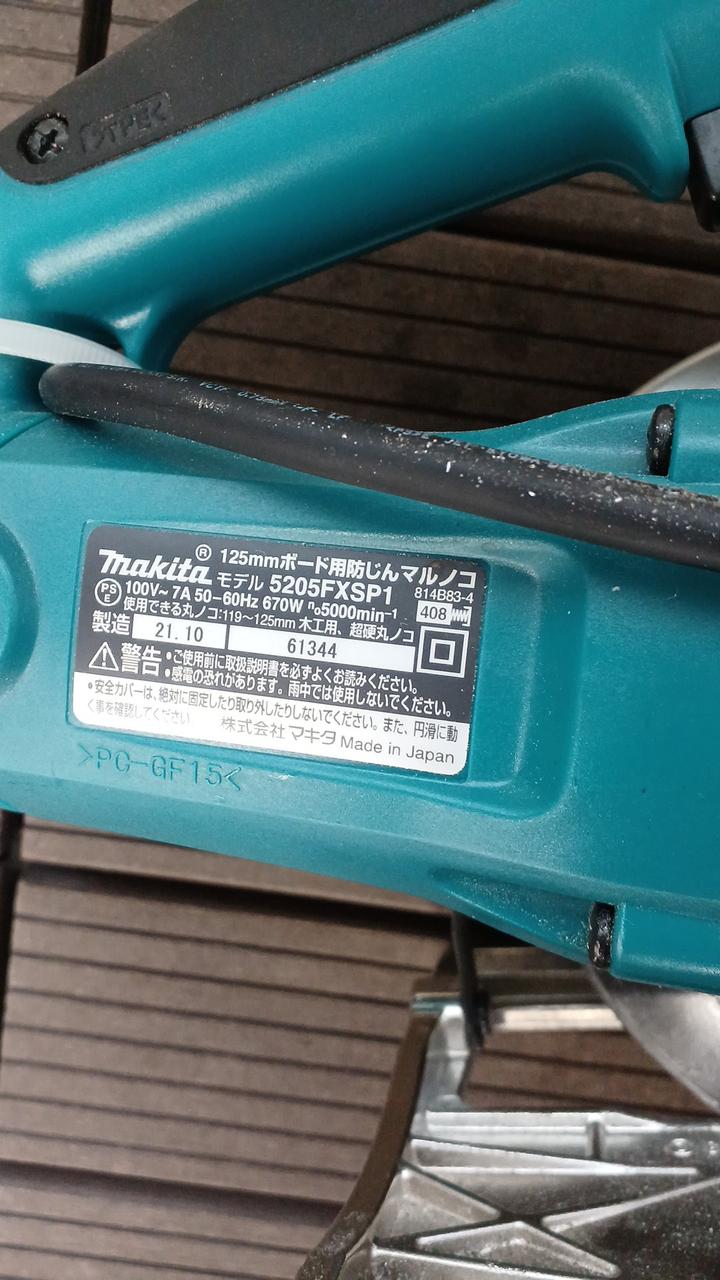 >TPE<
makita ® 125mmボード用防じんマルノコ
モデル 5205FXSP1 814B83-4
PSE 100V~ 7A 50-60Hz 670W n₀5000min⁻¹ 408
使用できる丸ノコ:119~125mm 木工用、超硬丸ノコ
製造 21.10 61344
警告 •ご使用前に取扱説明書を必ずよくお読みください。
•感電の恐れがあります。雨中では使用しないでください。
•安全カバーは、絶対に固定したり取り外したりしないでください。また、円滑に動
く事を確認してください
株式会社マキタ Made in Japan
>PC-GF15<